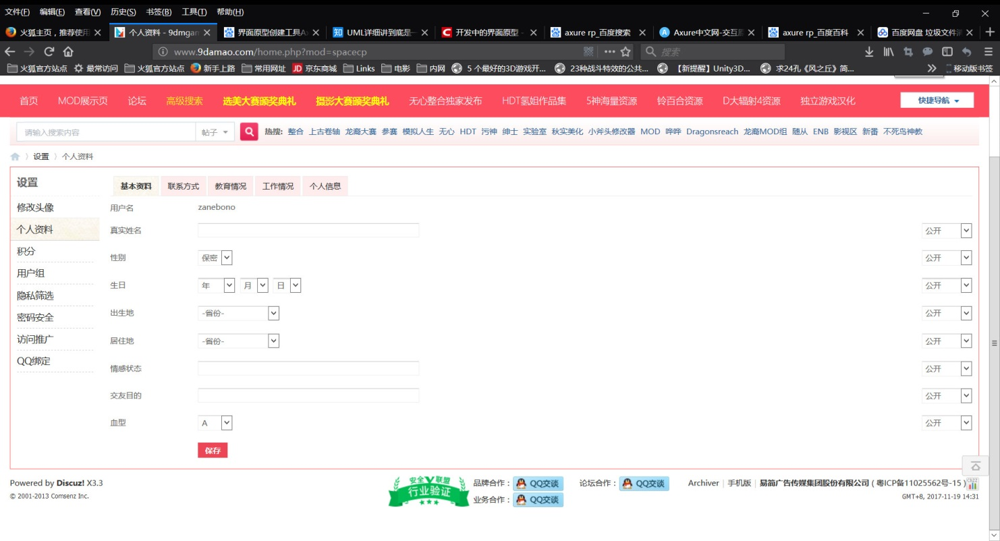 文件(F) 编辑(E) 查看(V) 历史(S) 书签(B) 工具(T) 帮助(H)
火狐主页，推荐使用 个人资料 - 9dmgam 界面原型创建工具Ax 知 UML详细讲到底是一 C 开发中的界面原型 - axure rp_百度搜索 A Axure中文网-交互原 axure rp_百度百科 百度网盘 垃圾文件清
www.9damao.com/home.php?mod=spacecp 搜索
火狐官方站点 最常访问 火狐官方站点 新手上路 常用网址 JD 京东商城 Links 电影 内网 5 个最好的3D游戏开... 23种战斗特效的公共... 【新提醒】Unity3D... 求24孔《风之丘》简... 移动版书签
首页 MOD展示页 论坛 高级搜索 选美大赛颁奖典礼 摄影大赛颁奖典礼 无心整合独家发布 HDT氢姐作品集 5神海量资源 铃百合资源 D大辐射4资源 独立游戏汉化 快捷导航
请输入搜索内容 帖子 热搜: 整合 上古卷轴 龙裔大赛 参赛 模拟人生 无心 HDT 污神 绅士 实验室 秋实美化 小斧头修改器 MOD 哗哗 Dragonsreach 龙裔MOD组 随从 ENB 影视区 新番 不死鸟神教
设置 个人资料
设置
基本资料 联系方式 教育情况 工作情况 个人信息
修改头像
个人资料
积分
用户组
隐私筛选
密码安全
访问推广
QQ绑定
用户名 zanebono
真实姓名 公开
性别 保密 公开
生日 年 月 日 公开
出生地 -省份- 公开
居住地 -省份- 公开
情感状态 公开
交友目的 公开
血型 A 公开
保存
Powered by Discuz! X3.3
© 2001-2013 Comsenz Inc.
安全 联盟
行业验证
品牌合作： QQ交谈 论坛合作： QQ交谈
业务合作： QQ交谈
Archiver | 手机版 | 易简广告传媒集团股份有限公司 ( 粤ICP备11025562号-15 )
GMT+8, 2017-11-19 14:31